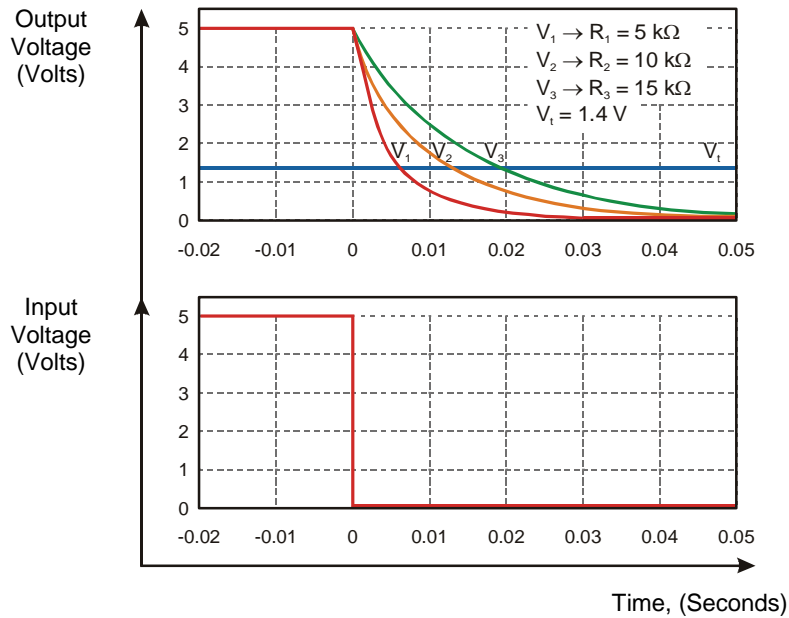 Output
Voltage
(Volts)
5
4
3
2
1
0
V₁ → R₁ = 5 kΩ
V₂ → R₂ = 10 kΩ
V₃ → R₃ = 15 kΩ
Vₜ = 1.4 V
V₁ V₂ V₃ Vₜ
-0.02 -0.01 0 0.01 0.02 0.03 0.04 0.05
Input
Voltage
(Volts)
5
4
3
2
1
0
-0.02 -0.01 0 0.01 0.02 0.03 0.04 0.05
Time, (Seconds)